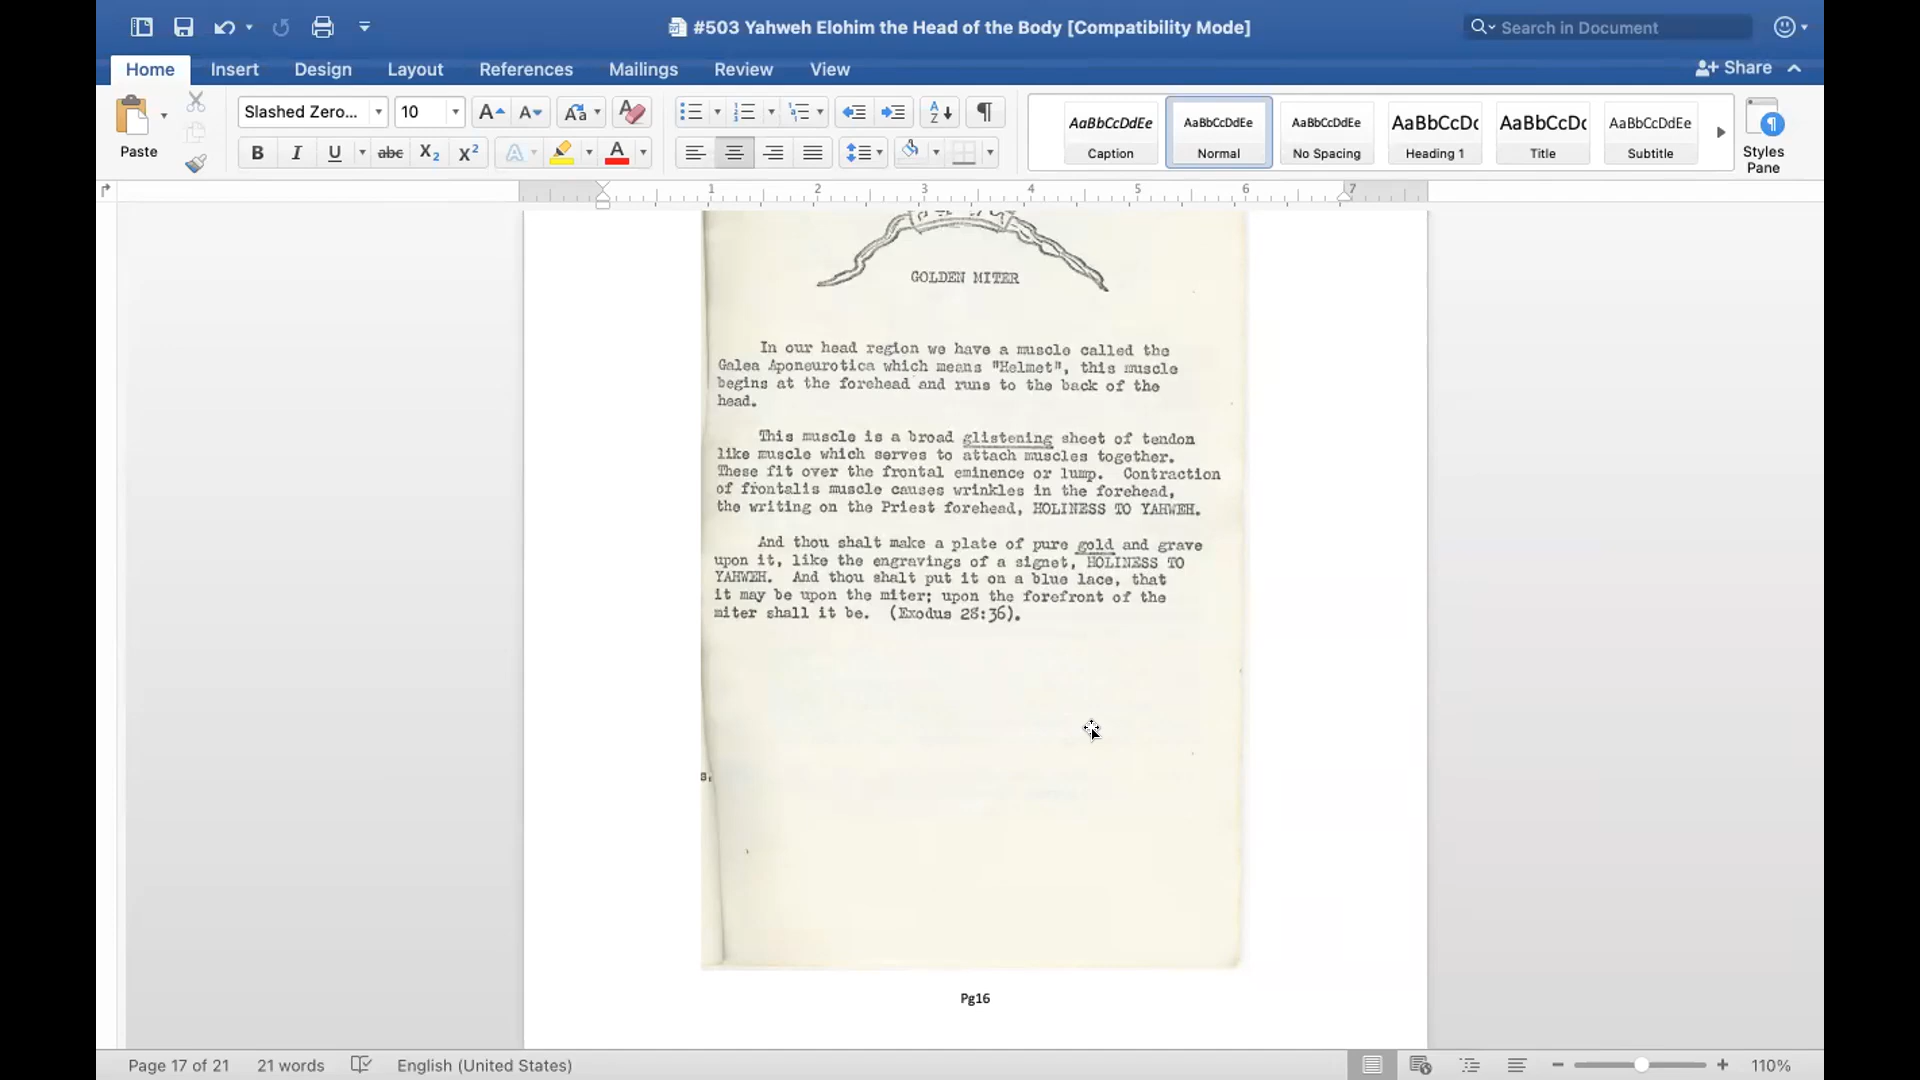 #503 Yahweh Elohim the Head of the Body [Compatibility Mode]
Search in Document
Home Insert Design Layout References Mailings Review View
Share
Paste
Slashed Zero... 10
AaBbCcDdEe AaBbCcDdEe AaBbCcDdEe AaBbCcDc AaBbCcDc AaBbCcDdEe
Caption Normal No Spacing Heading 1 Title Subtitle
Styles
Pane
1 2 3 4 5 6 7
GOLDEN MITER
In our head region we have a muscle called the
Galea Aponeurotica which means "Helmet", this muscle
begins at the forehead and runs to the back of the
head.
This muscle is a broad glistening sheet of tendon
like muscle which serves to attach muscles together.
These fit over the frontal eminence or lump. Contraction
of frontalis muscle causes wrinkles in the forehead,
the writing on the Priest forehead, HOLINESS TO YAHWEH.
And thou shalt make a plate of pure gold and grave
upon it, like the engravings of a signet, HOLINESS TO
YAHWEH. And thou shalt put it on a blue lace, that
it may be upon the miter; upon the forefront of the
miter shall it be. (Exodus 28:36).
s.
Pg16
Page 17 of 21 21 words English (United States) 110%